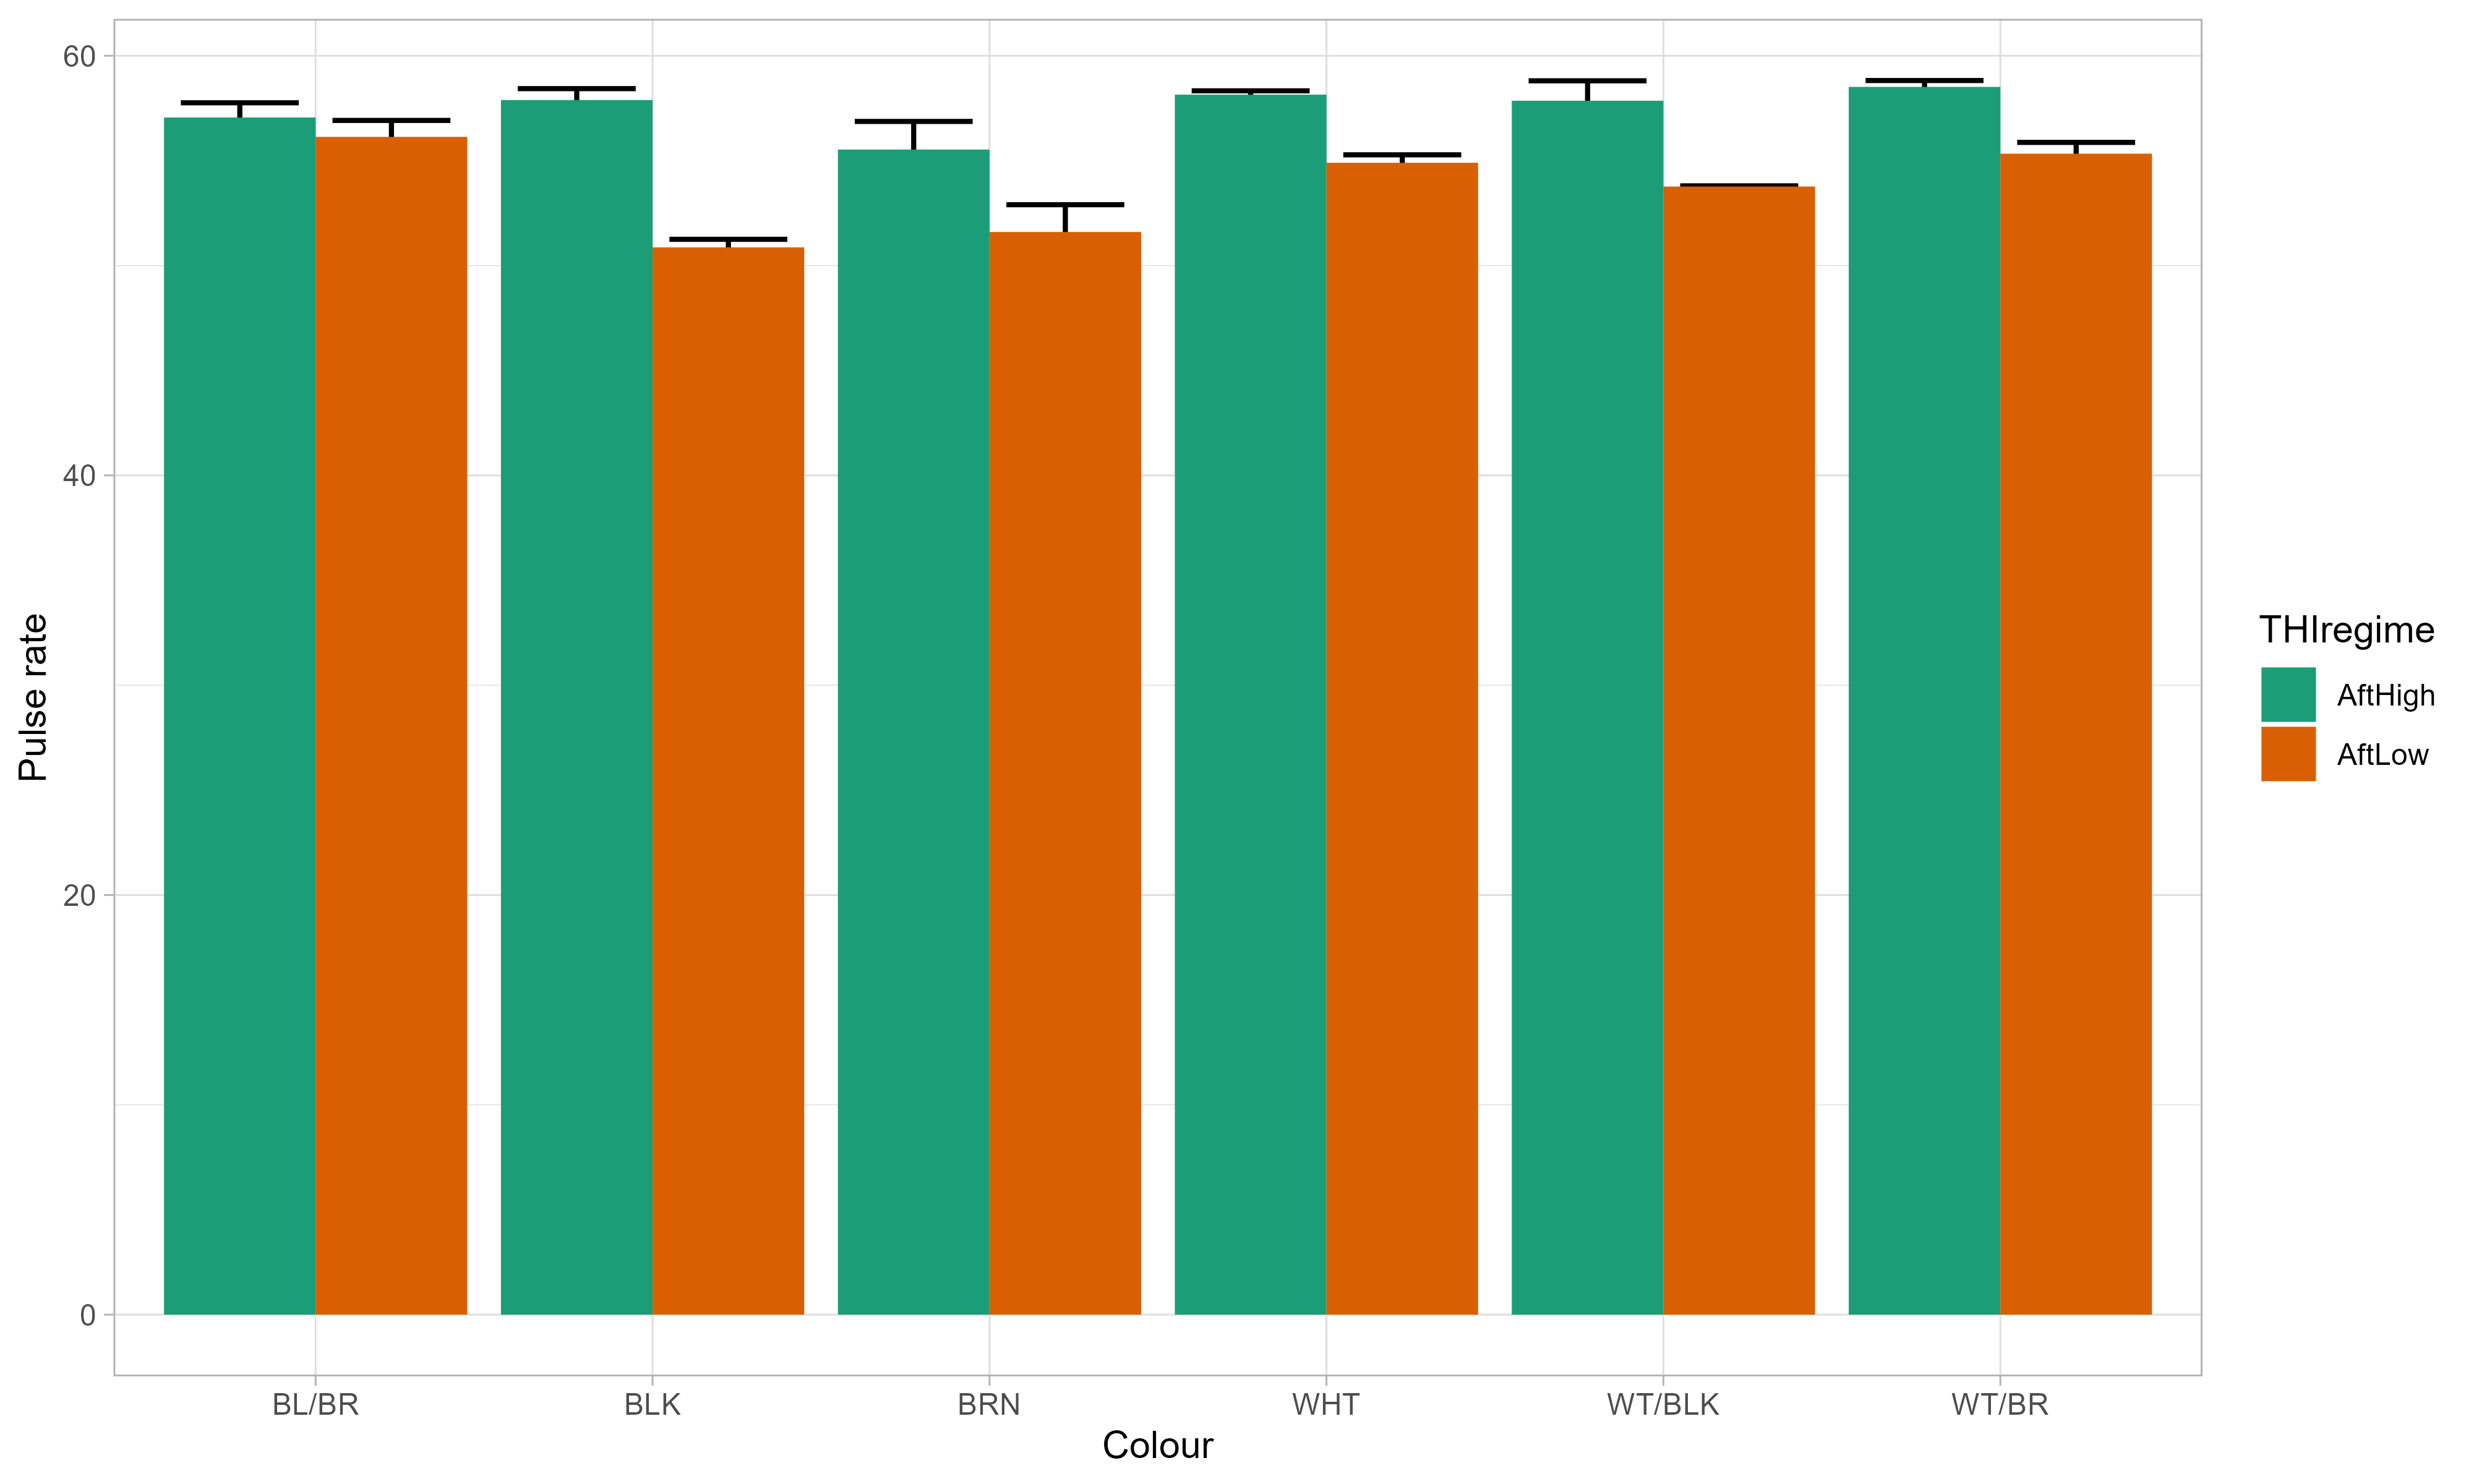 60
40
20
0
Pulse rate
BL/BR BLK BRN WHT WT/BLK WT/BR
Colour
THIregime
AftHigh
AftLow